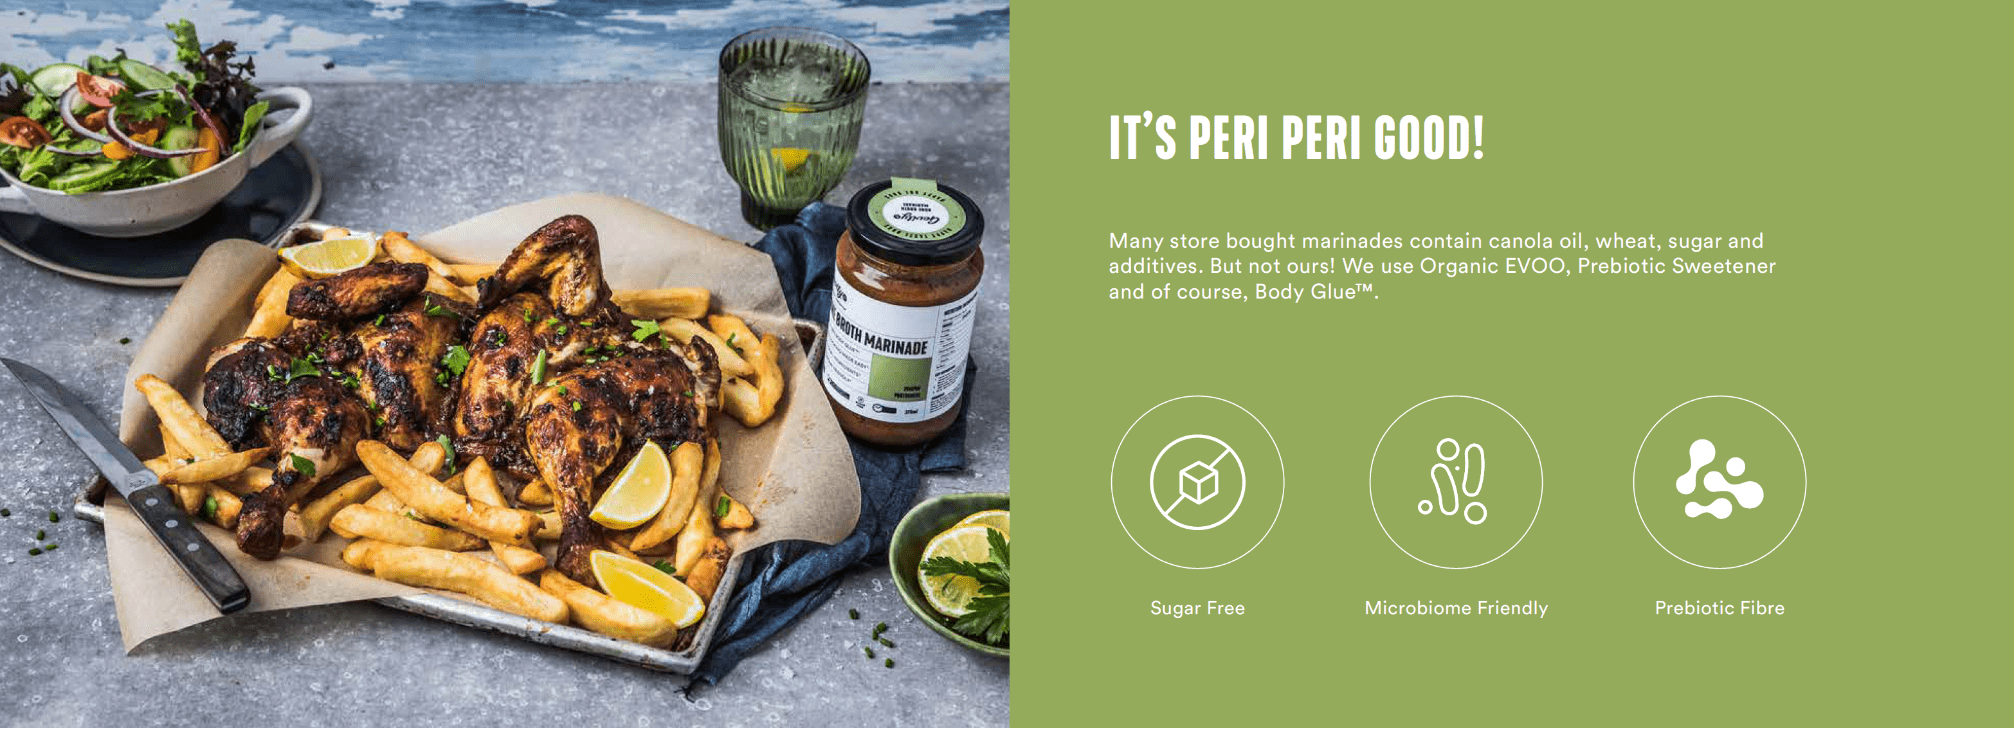 IT'S PERI PERI GOOD!
Many store bought marinades contain canola oil, wheat, sugar and
additives. But not ours! We use Organic EVOO, Prebiotic Sweetener
and of course, Body Glue™.
BROTH MARINADE
Sugar Free
Microbiome Friendly
Prebiotic Fibre